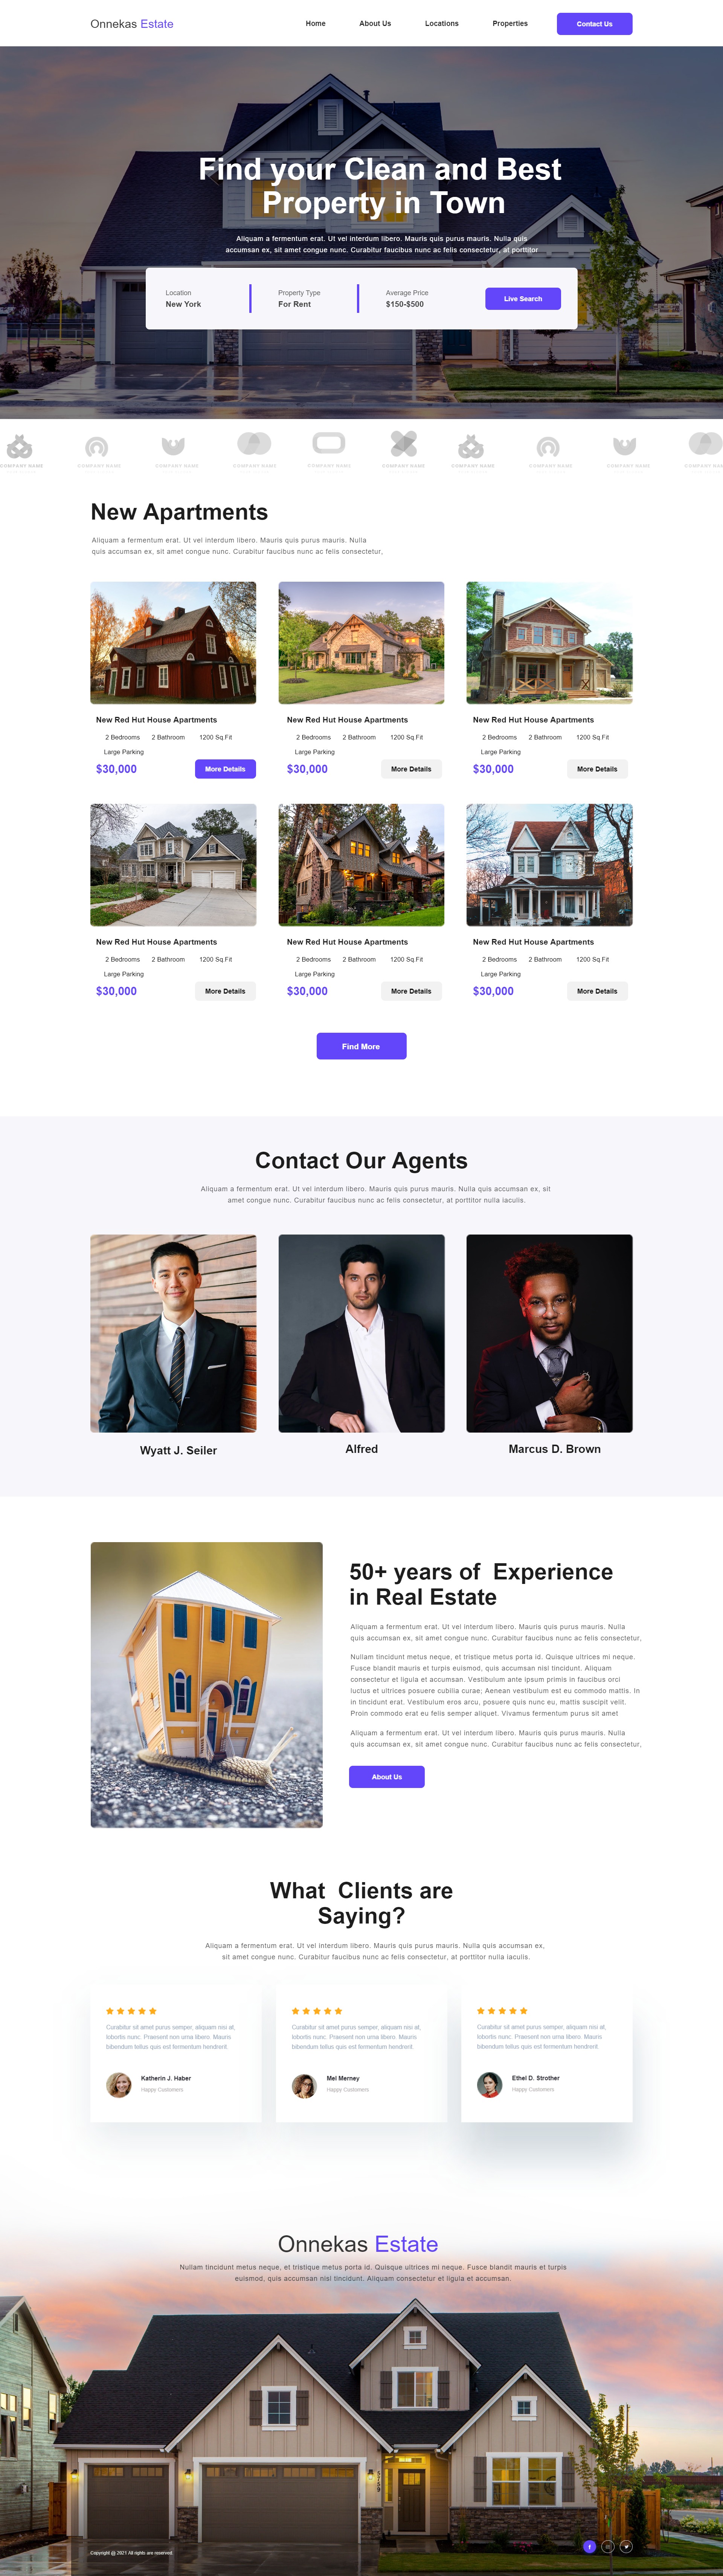 Onnekas Estate
Home
About Us
Locations
Properties
Contact Us
Find your Clean and Best
Property in Town
Aliquam a fermentum erat. Ut vel interdum libero. Mauris quis purus mauris. Nulla quis
accumsan ex, sit amet congue nunc. Curabitur faucibus nunc ac felis consectetur, at porttitor
Location
New York
Property Type
For Rent
Average Price
$150-$500
Live Search
COMPANY NAME
COMPANY NAME
COMPANY NAME
COMPANY NAME
COMPANY NAME
COMPANY NAME
COMPANY NAME
COMPANY NAME
COMPANY NAME
COMPANY NAM
New Apartments
Aliquam a fermentum erat. Ut vel interdum libero. Mauris quis purus mauris. Nulla
quis accumsan ex, sit amet congue nunc. Curabitur faucibus nunc ac felis consectetur,
New Red Hut House Apartments
2 Bedrooms
2 Bathroom
1200 Sq.Fit
Large Parking
$30,000
More Details
New Red Hut House Apartments
2 Bedrooms
2 Bathroom
1200 Sq.Fit
Large Parking
$30,000
More Details
New Red Hut House Apartments
2 Bedrooms
2 Bathroom
1200 Sq.Fit
Large Parking
$30,000
More Details
New Red Hut House Apartments
2 Bedrooms
2 Bathroom
1200 Sq.Fit
Large Parking
$30,000
More Details
New Red Hut House Apartments
2 Bedrooms
2 Bathroom
1200 Sq.Fit
Large Parking
$30,000
More Details
New Red Hut House Apartments
2 Bedrooms
2 Bathroom
1200 Sq.Fit
Large Parking
$30,000
More Details
Find More
Contact Our Agents
Aliquam a fermentum erat. Ut vel interdum libero. Mauris quis purus mauris. Nulla quis accumsan ex, sit
amet congue nunc. Curabitur faucibus nunc ac felis consectetur, at porttitor nulla iaculis.
Wyatt J. Seiler
Alfred
Marcus D. Brown
50+ years of Experience
in Real Estate
Aliquam a fermentum erat. Ut vel interdum libero. Mauris quis purus mauris. Nulla
quis accumsan ex, sit amet congue nunc. Curabitur faucibus nunc ac felis consectetur,
Nullam tincidunt metus neque, et tristique metus porta id. Quisque ultrices mi neque.
Fusce blandit mauris et turpis euismod, quis accumsan nisl tincidunt. Aliquam
consectetur et ligula et accumsan. Vestibulum ante ipsum primis in faucibus orci
luctus et ultrices posuere cubilia curae; Aenean vestibulum est eu commodo mattis. In
in tincidunt erat. Vestibulum eros arcu, posuere quis nunc eu, mattis suscipit velit.
Proin commodo erat eu felis semper aliquet. Vivamus fermentum purus sit amet
Aliquam a fermentum erat. Ut vel interdum libero. Mauris quis purus mauris. Nulla
quis accumsan ex, sit amet congue nunc. Curabitur faucibus nunc ac felis consectetur,
About Us
What Clients are
Saying?
Aliquam a fermentum erat. Ut vel interdum libero. Mauris quis purus mauris. Nulla quis accumsan ex,
sit amet congue nunc. Curabitur faucibus nunc ac felis consectetur, at porttitor nulla iaculis.
Curabitur sit amet purus semper, aliquam nisi at,
lobortis nunc. Praesent non urna libero. Mauris
bibendum tellus quis est fermentum hendrerit.
Katherin J. Haber
Happy Customers
Curabitur sit amet purus semper, aliquam nisi at,
lobortis nunc. Praesent non urna libero. Mauris
bibendum tellus quis est fermentum hendrerit.
Mel Merney
Happy Customers
Curabitur sit amet purus semper, aliquam nisi at,
lobortis nunc. Praesent non urna libero. Mauris
bibendum tellus quis est fermentum hendrerit.
Ethel D. Strother
Happy Customers
Onnekas Estate
Nullam tincidunt metus neque, et tristique metus porta id. Quisque ultrices mi neque. Fusce blandit mauris et turpis
euismod, quis accumsan nisl tincidunt. Aliquam consectetur et ligula et accumsan.
Copyright @ 2021 All rights are reserved.